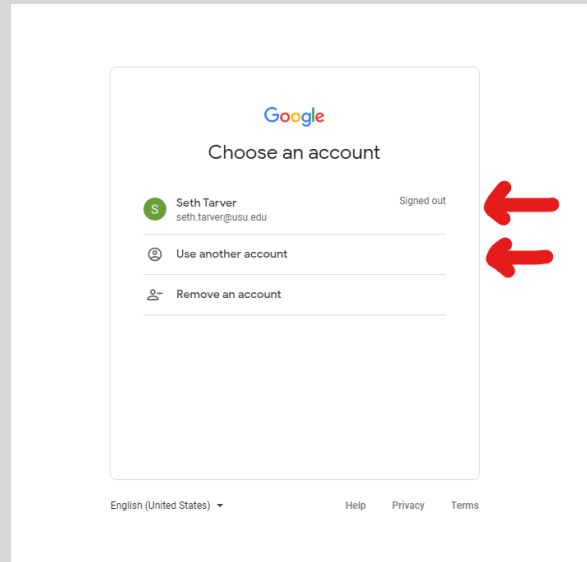 Google
Choose an account
S
Seth Tarver
Signed out
seth.tarver@usu.edu
Use another account
Remove an account
English (United States)
Help Privacy Terms